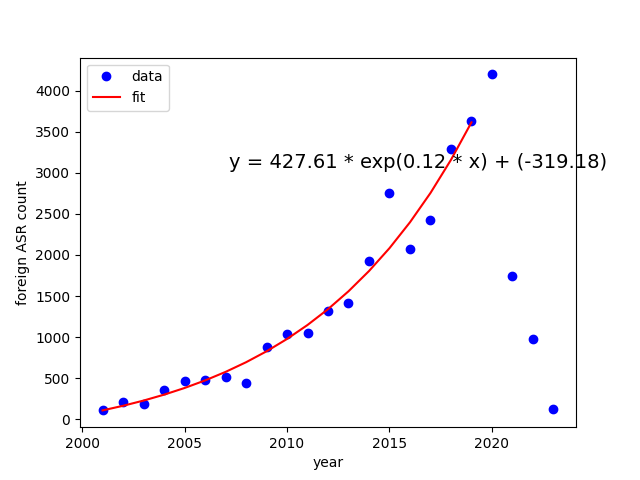 data
fit
y = 427.61 * exp(0.12 * x) + (-319.18)
foreign ASR count
4000
3500
3000
2500
2000
1500
1000
500
0
2000 2005 2010 2015 2020
year